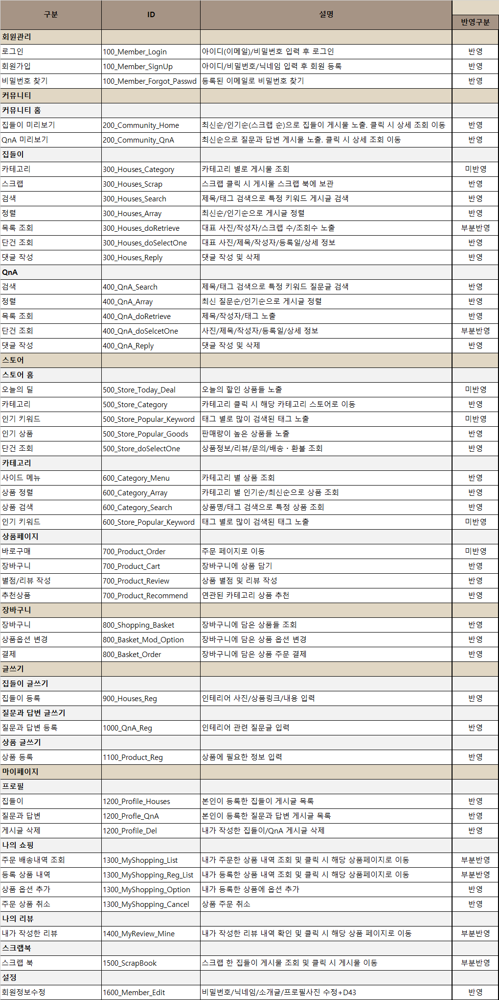 구분 ID 설명
반영구분
회원관리
로그인 100_Member_Login 아이디(이메일)/비밀번호 입력 후 로그인 반영
회원가입 100_Member_SignUp 아이디/비밀번호/닉네임 입력 후 회원 등록 반영
비밀번호 찾기 100_Member_Forgot_Passwd 등록된 이메일로 비밀번호 찾기 반영
커뮤니티
커뮤니티 홈
집들이 미리보기 200_Community_Home 최신순/인기순(스크랩 순)으로 집들이 게시물 노출. 클릭 시 상세 조회 이동 반영
QnA 미리보기 200_Community_QnA 최신순으로 질문과 답변 게시물 노출. 클릭 시 상세 조회 이동 반영
집들이
카테고리 300_Houses_Category 카테고리 별로 게시물 조회 미반영
스크랩 300_Houses_Scrap 스크랩 클릭 시 게시물 스크랩 북에 보관 반영
검색 300_Houses_Search 제목/태그 검색으로 특정 키워드 게시글 검색 반영
정렬 300_Houses_Array 최신순/인기순으로 게시글 정렬 반영
목록 조회 300_Houses_doRetrieve 대표 사진/작성자/스크랩 수/조회수 노출 부분반영
단건 조회 300_Houses_doSelectOne 대표 사진/제목/작성자/등록일/상세 정보 반영
댓글 작성 300_Houses_Reply 댓글 작성 및 삭제 반영
QnA
검색 400_QnA_Search 제목/태그 검색으로 특정 키워드 질문글 검색 반영
정렬 400_QnA_Array 최신 질문순/인기순으로 게시글 정렬 반영
목록 조회 400_QnA_doRetrieve 제목/작성자/태그 노출 반영
단건 조회 400_QnA_doSelcetOne 사진/제목/작성자/등록일/상세 정보 부분반영
댓글 작성 400_QnA_Reply 댓글 작성 및 삭제 반영
스토어
스토어 홈
오늘의 딜 500_Store_Today_Deal 오늘의 할인 상품들 노출 미반영
카테고리 500_Store_Category 카테고리 클릭 시 해당 카테고리 스토어로 이동 반영
인기 키워드 500_Store_Popular_Keyword 태그 별로 많이 검색된 태그 노출 미반영
인기 상품 500_Store_Popular_Goods 판매량이 높은 상품들 노출 반영
단건 조회 500_Store_doSelectOne 상품정보/리뷰/문의/배송・환불 조회 반영
카테고리
사이드 메뉴 600_Category_Menu 카테고리 별 상품 조회 반영
상품 정렬 600_Category_Array 카테고리 별 인기순/최신순으로 상품 조회 반영
상품 검색 600_Category_Search 상품명/태그 검색으로 특정 상품 조회 반영
인기 키워드 600_Store_Popular_Keyword 태그 별로 많이 검색된 태그 노출 미반영
상품페이지
바로구매 700_Product_Order 주문 페이지로 이동 미반영
장바구니 700_Product_Cart 장바구니에 상품 담기 반영
별점/리뷰 작성 700_Product_Review 상품 별점 및 리뷰 작성 반영
추천상품 700_Product_Recommend 연관된 카테고리 상품 추천 반영
장바구니
장바구니 800_Shopping_Basket 장바구니에 담은 상품들 조회 반영
상품옵션 변경 800_Basket_Mod_Option 장바구니에 담은 상품 옵션 변경 반영
결제 800_Basket_Order 장바구니에 담은 상품 주문 결제 반영
글쓰기
집들이 글쓰기
집들이 등록 900_Houses_Reg 인테리어 사진/상품링크/내용 입력 반영
질문과 답변 글쓰기
질문과 답변 등록 1000_QnA_Reg 인테리어 관련 질문글 입력 반영
상품 글쓰기
상품 등록 1100_Product_Reg 상품에 필요한 정보 입력 반영
마이페이지
프로필
집들이 1200_Profile_Houses 본인이 등록한 집들이 게시글 목록 반영
질문과 답변 1200_Profle_QnA 본인이 등록한 질문과 답변 게시글 목록 반영
게시글 삭제 1200_Profile_Del 내가 작성한 집들이/QnA 게시글 삭제 반영
나의 쇼핑
주문 배송내역 조회 1300_MyShopping_List 내가 주문한 상품 내역 조회 및 클릭 시 해당 상품페이지로 이동 부분반영
등록 상품 내역 1300_MyShopping_Reg_List 내가 등록한 상품 내역 조회 및 클릭 시 해당 상품페이지로 이동 부분반영
상품 옵션 추가 1300_MyShopping_Option 내가 등록한 상품에 옵션 추가 반영
주문 상품 취소 1300_MyShopping_Cancel 상품 주문 취소 반영
나의 리뷰
내가 작성한 리뷰 1400_MyReview_Mine 내가 작성한 리뷰 내역 확인 및 클릭 시 해당 상품 페이지로 이동 부분반영
스크랩북
스크랩 북 1500_ScrapBook 스크랩 한 집들이 게시물 조회 및 클릭 시 게시물 이동 부분반영
설정
회원정보수정 1600_Member_Edit 비밀번호/닉네임/소개글/프로필사진 수정+D43 반영